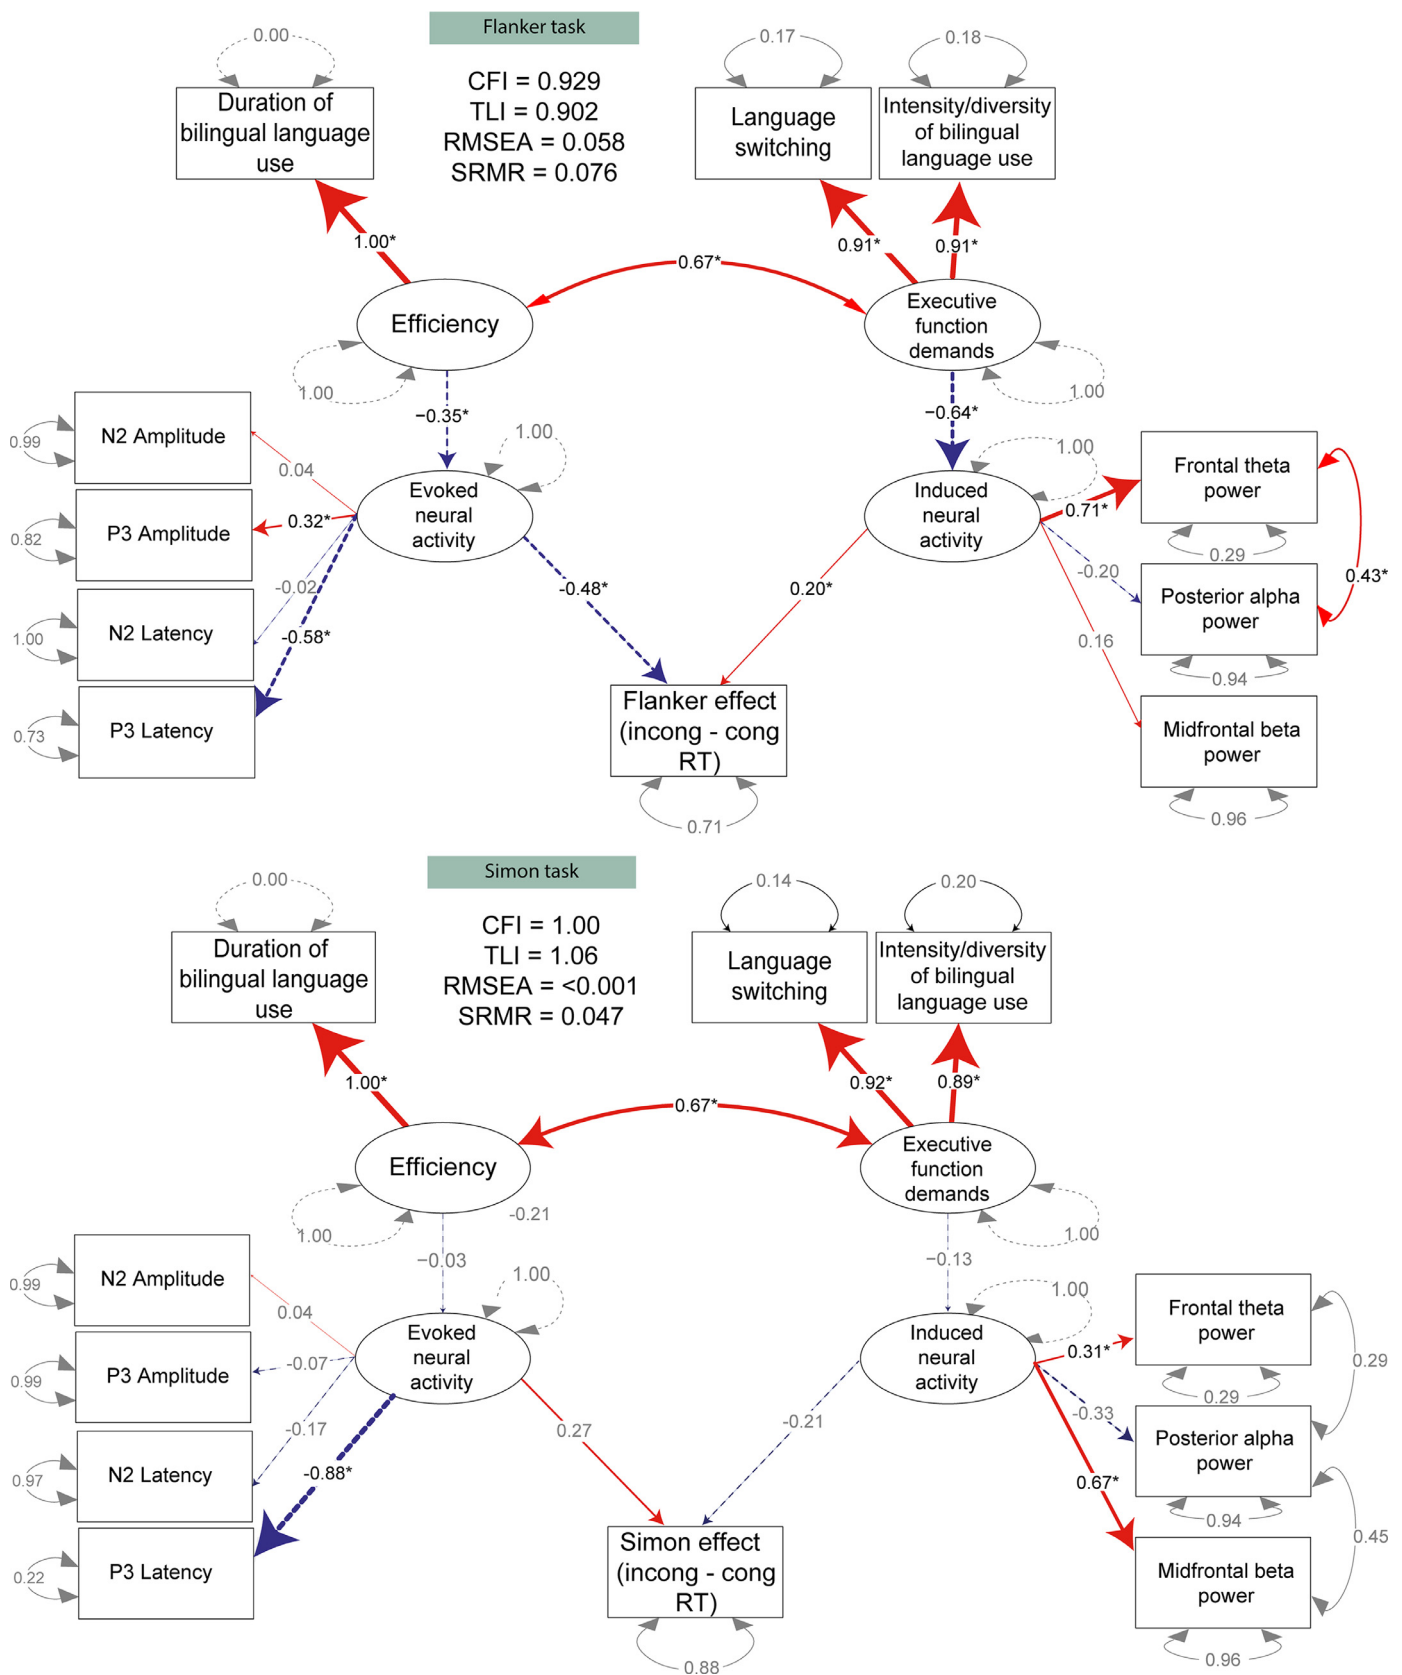 Flanker task
CFI = 0.929
TLI = 0.902
RMSEA = 0.058
SRMR = 0.076
0.00
Duration of
bilingual language
use
0.17
Language
switching
0.18
Intensity/diversity
of bilingual
language use
1.00*
0.91*
0.91*
0.67*
Efficiency
Executive
function
demands
1.00
1.00
−0.35*
−0.64*
N2 Amplitude
0.99
P3 Amplitude
0.82
N2 Latency
1.00
P3 Latency
0.73
0.04
0.32*
-0.02
-0.58*
Evoked
neural
activity
1.00
Induced
neural
activity
1.00
-0.48*
0.20*
Flanker effect
(incong - cong
RT)
0.71
0.71*
-0.20
0.16
Frontal theta
power
0.29
Posterior alpha
power
0.94
Midfrontal beta
power
0.96
0.43*
Simon task
CFI = 1.00
TLI = 1.06
RMSEA = <0.001
SRMR = 0.047
0.00
Duration of
bilingual language
use
0.14
Language
switching
0.20
Intensity/diversity
of bilingual
language use
1.00*
0.92*
0.89*
0.67*
Efficiency
Executive
function
demands
-0.21
1.00
1.00
−0.03
−0.13
N2 Amplitude
0.99
P3 Amplitude
0.99
N2 Latency
0.97
P3 Latency
0.22
0.04
-0.07
-0.17
-0.88*
Evoked
neural
activity
1.00
Induced
neural
activity
1.00
0.27
-0.21
Simon effect
(incong - cong
RT)
0.88
0.31*
-0.33
0.67*
Frontal theta
power
0.29
Posterior alpha
power
0.94
Midfrontal beta
power
0.96
0.29
0.45